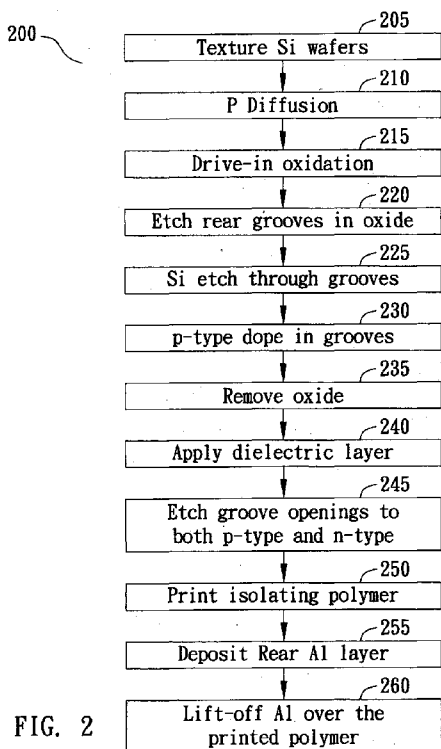 200
205
Texture Si wafers
210
P Diffusion
215
Drive-in oxidation
220
Etch rear grooves in oxide
225
Si etch through grooves
230
p-type dope in grooves
235
Remove oxide
240
Apply dielectric layer
245
Etch groove openings to
both p-type and n-type
250
Print isolating polymer
255
Deposit Rear Al layer
260
Lift-off Al over the
printed polymer
FIG. 2